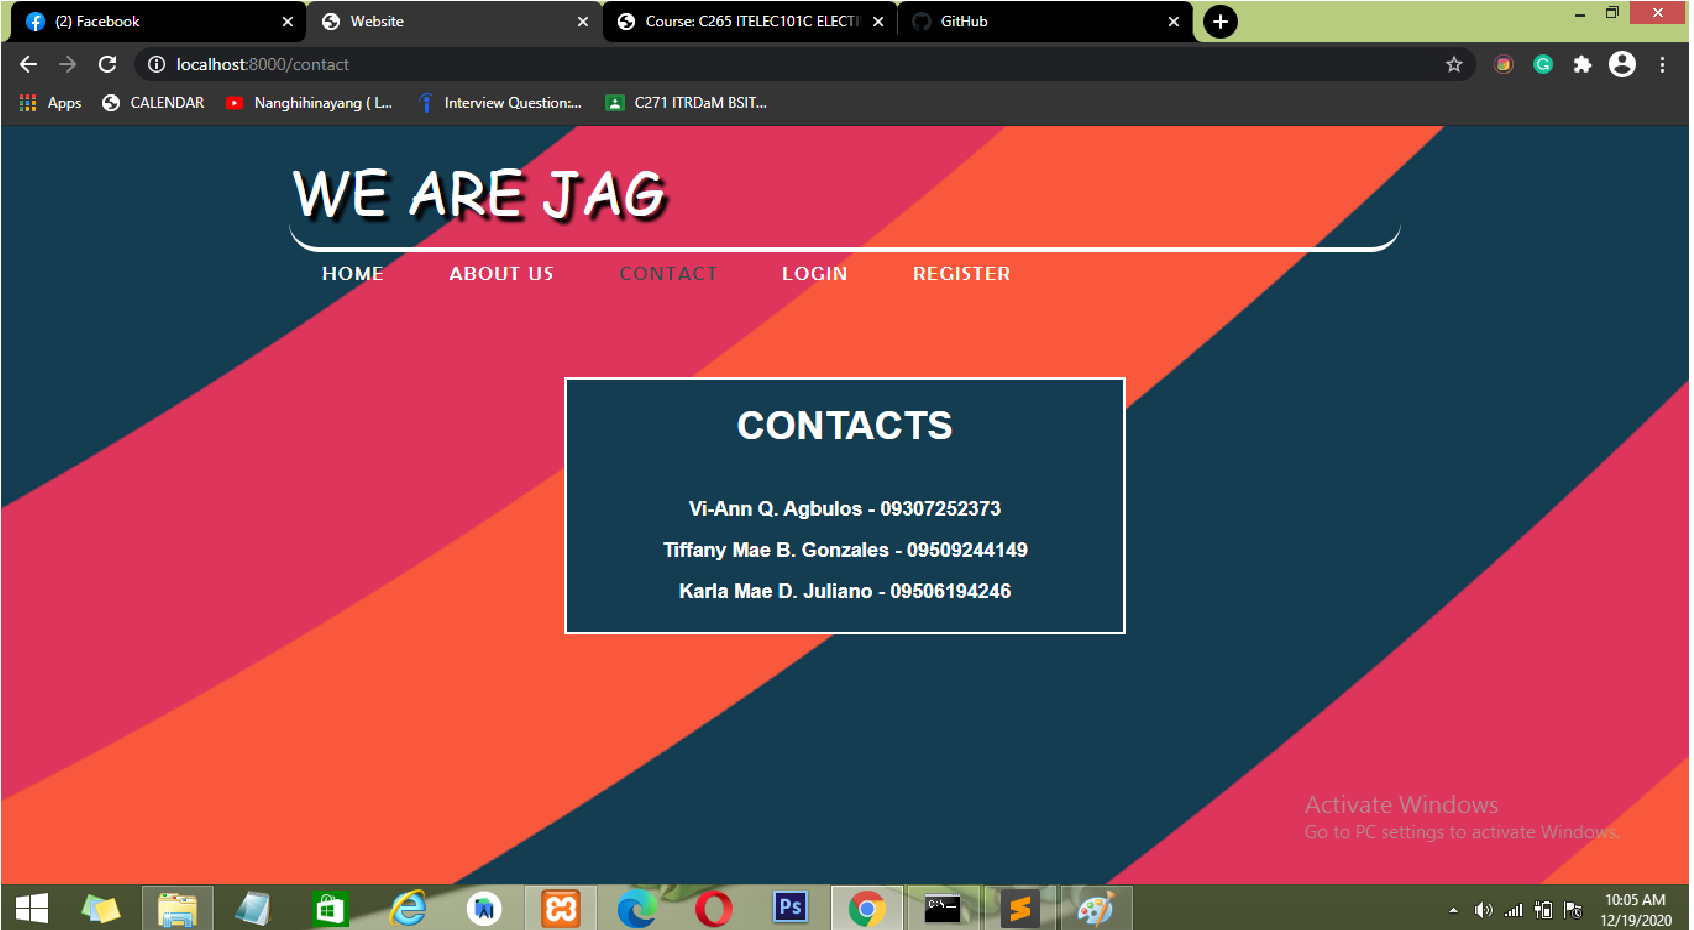 (2) Facebook
Website
Course: C265 ITELEC101C ELECTI
GitHub
localhost:8000/contact
Apps
CALENDAR
Nanghihinayang ( L...
Interview Question:...
C271 ITRDaM BSIT...
WE ARE JAG
HOME ABOUT US CONTACT LOGIN REGISTER
CONTACTS
Vi-Ann Q. Agbulos - 09307252373
Tiffany Mae B. Gonzales - 09509244149
Karla Mae D. Juliano - 09506194246
Activate Windows
Go to PC settings to activate Windows.
Ps
C:\
10:05 AM
12/19/2020